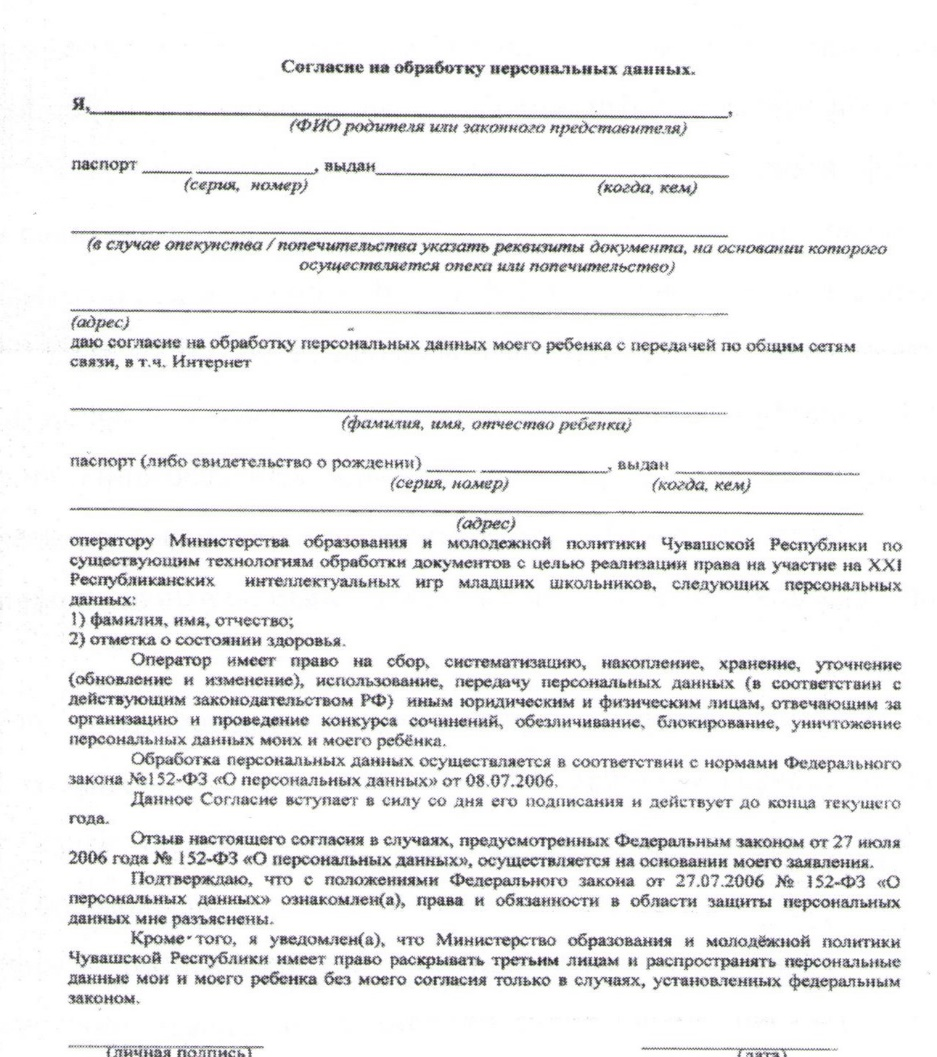 Согласие на обработку персональных данных.
Я,____________________________________________,
(ФИО родителя или законного представителя)
паспорт _____ ____________, выдан____________________________________
(серия, номер) (когда, кем)
(в случае опекунства / попечительства указать реквизиты документа, на основании которого
осуществляется опека или попечительство)
(адрес)
даю согласие на обработку персональных данных моего ребенка с передачей по общим сетям
связи, в т.ч. Интернет
(фамилия, имя, отчество ребенка)
паспорт (либо свидетельство о рождении) _____ ____________, выдан __________________
(серия, номер) (когда, кем)
(адрес)
оператору Министерства образования и молодежной политики Чувашской Республики по
существующим технологиям обработки документов с целью реализации права на участие на XXI
Республиканских интеллектуальных игр младших школьников, следующих персональных
данных:
1) фамилия, имя, отчество;
2) отметка о состоянии здоровья.
Оператор имеет право на сбор, систематизацию, накопление, хранение, уточнение
(обновление и изменение), использование, передачу персональных данных (в соответствии с
действующим законодательством РФ) иным юридическим и физическим лицам, отвечающим за
организацию и проведение конкурса сочинений, обезличивание, блокирование, уничтожение
персональных данных моих и моего ребёнка.
Обработка персональных данных осуществляется в соответствии с нормами Федерального
закона №152-ФЗ «О персональных данных» от 08.07.2006.
Данное Согласие вступает в силу со дня его подписания и действует до конца текущего
года.
Отзыв настоящего согласия в случаях, предусмотренных Федеральным законом от 27 июля
2006 года № 152-ФЗ «О персональных данных», осуществляется на основании моего заявления.
Подтверждаю, что с положениями Федерального закона от 27.07.2006 № 152-ФЗ «О
персональных данных» ознакомлен(а), права и обязанности в области защиты персональных
данных мне разъяснены.
Кроме того, я уведомлен(а), что Министерство образования и молодёжной политики
Чувашской Республики имеет право раскрывать третьим лицам и распространять персональные
данные мои и моего ребенка без моего согласия только в случаях, установленных федеральным
законом.
(личная подпись) (дата)